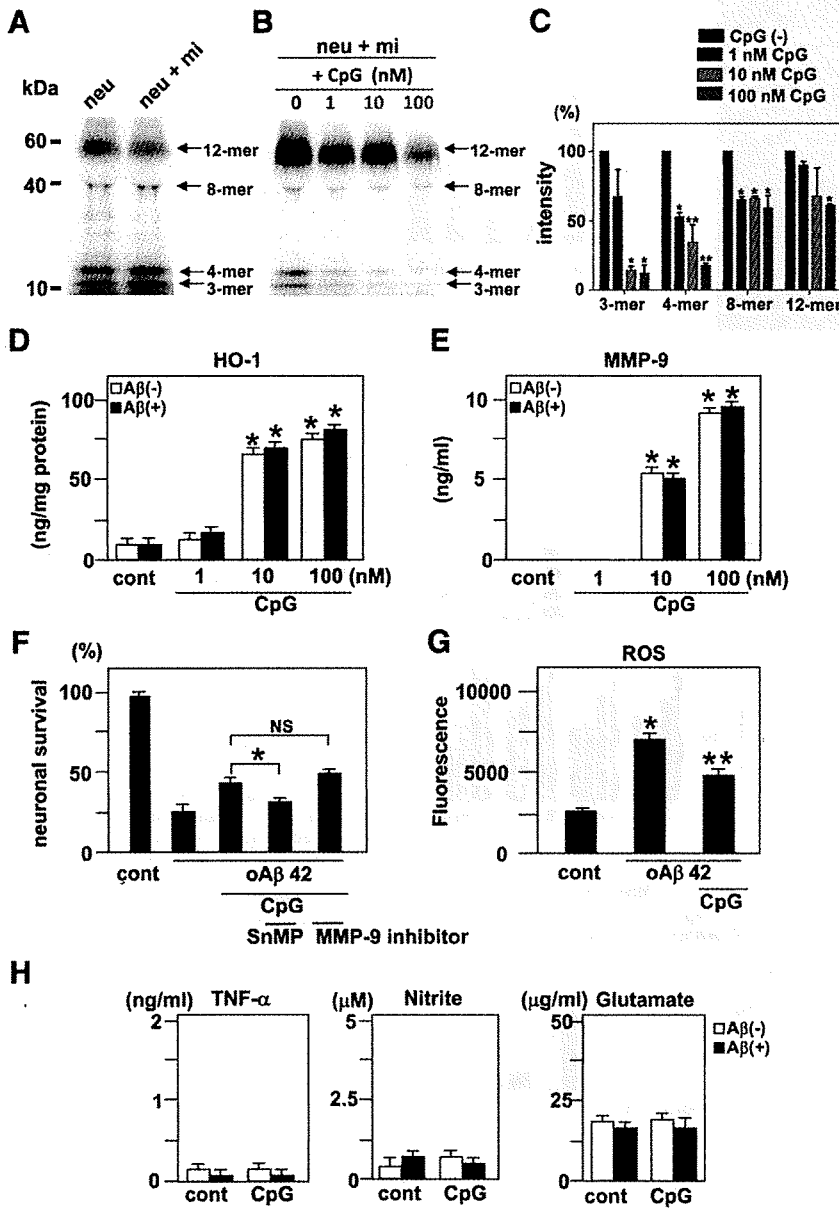 A
neu
neu + mi
kDa
60
40
10
12-mer
8-mer
4-mer
3-mer
B
neu + mi
+ CpG (nM)
0 1 10 100
12-mer
8-mer
4-mer
3-mer
C
CpG (-)
1 nM CpG
10 nM CpG
100 nM CpG
(%)
intensity
100
50
0
* * * ** ** * * * *
3-mer 4-mer 8-mer 12-mer
D
HO-1
Aβ(-)
Aβ(+)
(ng/mg protein)
100
50
0
* * * *
cont 1 10 100 (nM)
CpG
E
MMP-9
Aβ(-)
Aβ(+)
(ng/ml)
10
5
0
* * * *
cont 1 10 100 (nM)
CpG
F
(%)
neuronal survival
100
50
0
NS
*
cont
oAβ 42
CpG
SnMP MMP-9 inhibitor
G
ROS
Fluorescence
10000
5000
0
* **
cont oAβ 42
CpG
H
(ng/ml) TNF-α
2
1
0
cont CpG
(μM) Nitrite
5
2.5
0
cont CpG
(μg/ml) Glutamate
50
25
0
cont CpG
Aβ(-)
Aβ(+)